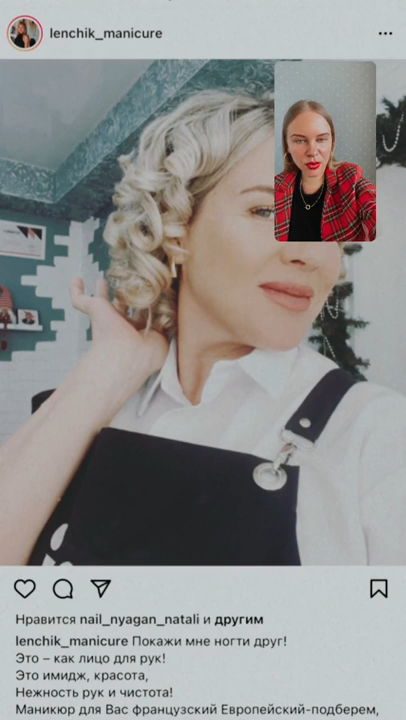 lenchik_manicure
Нравится nail_nyagan_natali и другим
lenchik_manicure Покажи мне ногти друг!
Это – как лицо для рук!
Это имидж, красота,
Нежность рук и чистота!
Маникюр для Вас французский Европейский-подберем,